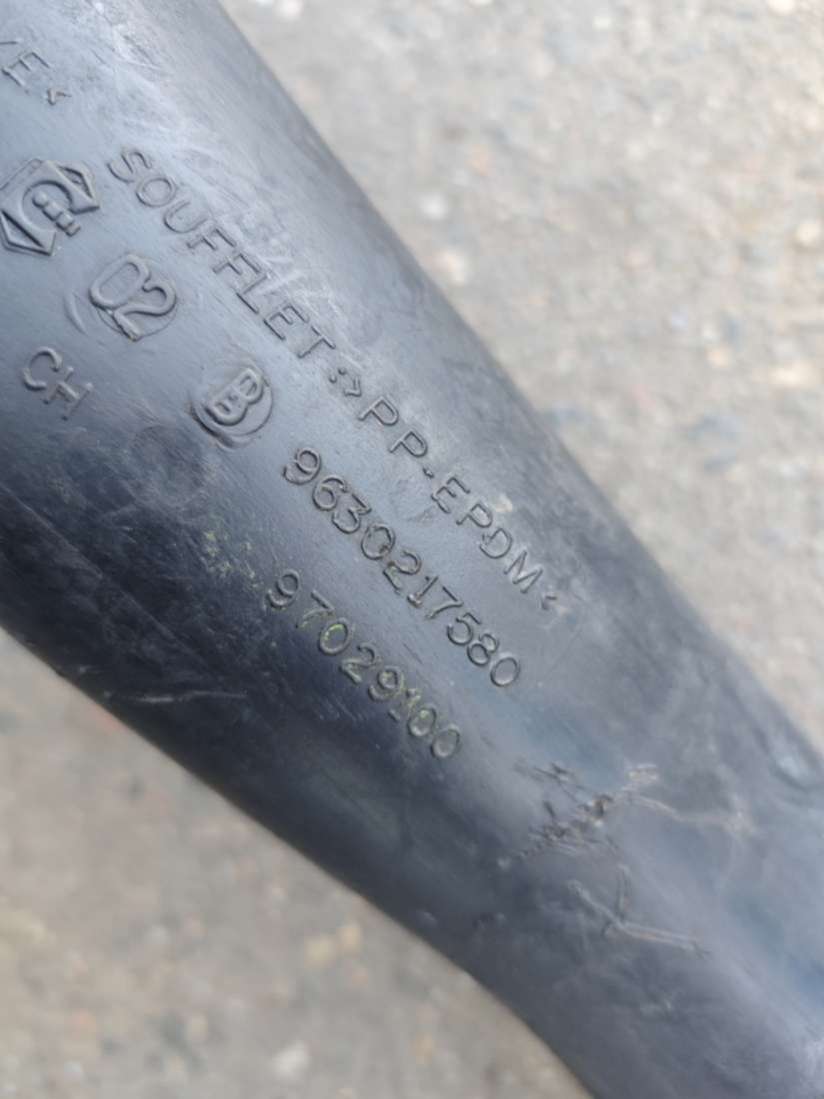 SOUFFLET:>PP-EPDM<
02
B
9630217580
CH
97029100